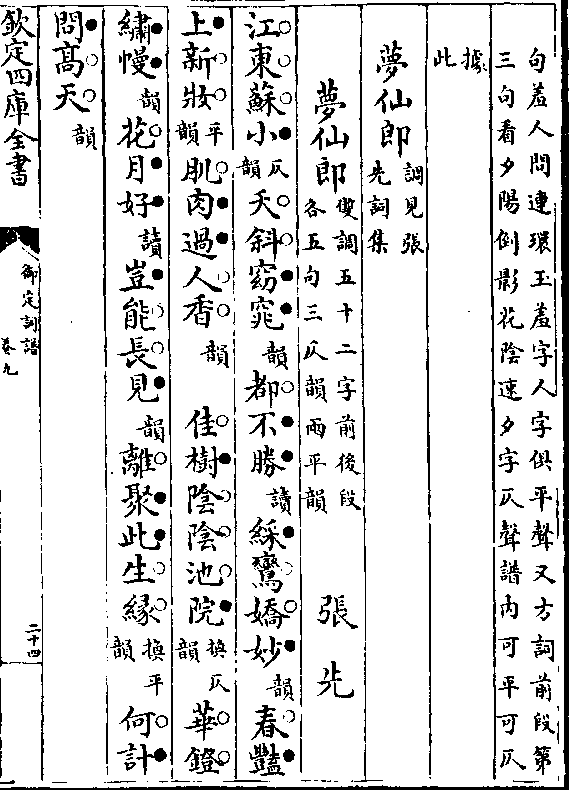 句羞人問連環玉羞字人字俱平聲又方詞前段第
三句看夕陽倒影花陰速夕字仄聲譜内可平可仄
據此
夢仙郎 調見張先詞集
夢仙郎 雙調五十二字前後段各五句三仄韻兩平韻 張先
江東蘇小仄韻夭斜窈窕韻都不勝讀綵鸞嬌妙韻春豔
上新妝平韻肌肉過人香韻 佳樹陰陰池院換仄韻華鐙
繡幔韻花月好讀豈能長見韻離聚此生緣換平韻何計
問髙天韻
欽定四庫全書
御定詞譜
卷九
二十四